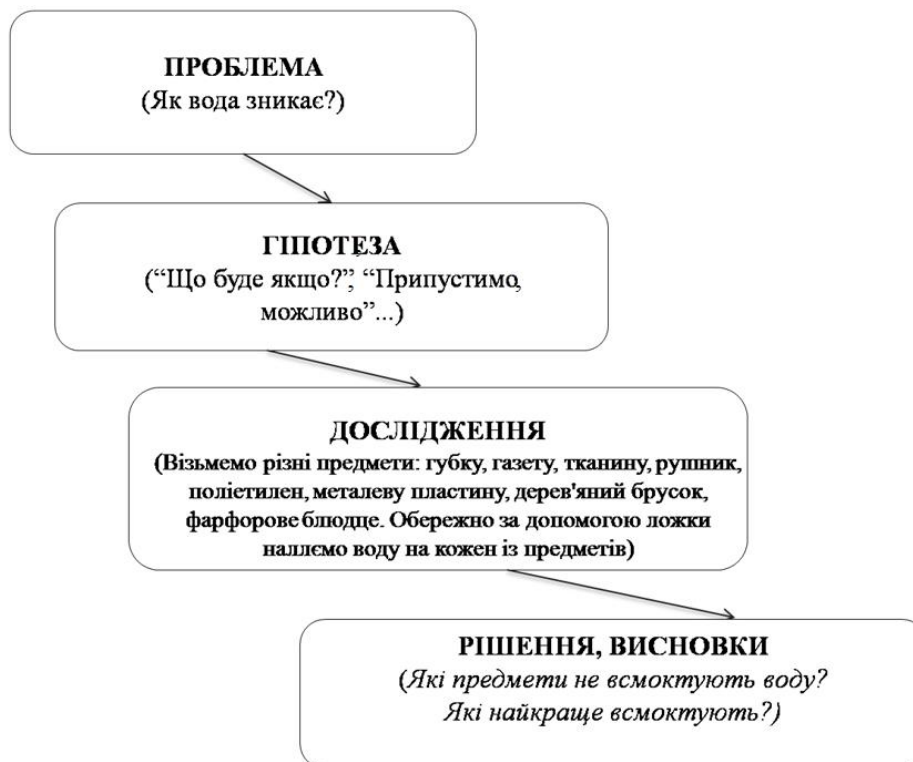 ПРОБЛЕМА
(Як вода зникає?)
ГІПОТЕЗА
(“Що буде якщо?”, “Припустимо,
можливо”...)
ДОСЛІДЖЕННЯ
(Візьмемо різні предмети: губку, газету, тканину, рушник,
поліетилен, металеву пластину, дерев'яний брусок,
фарфорове блюдце. Обережно за допомогою ложки
наллємо воду на кожен із предметів)
РІШЕННЯ, ВИСНОВКИ
(Які предмети не всмоктують воду?
Які найкраще всмоктують?)